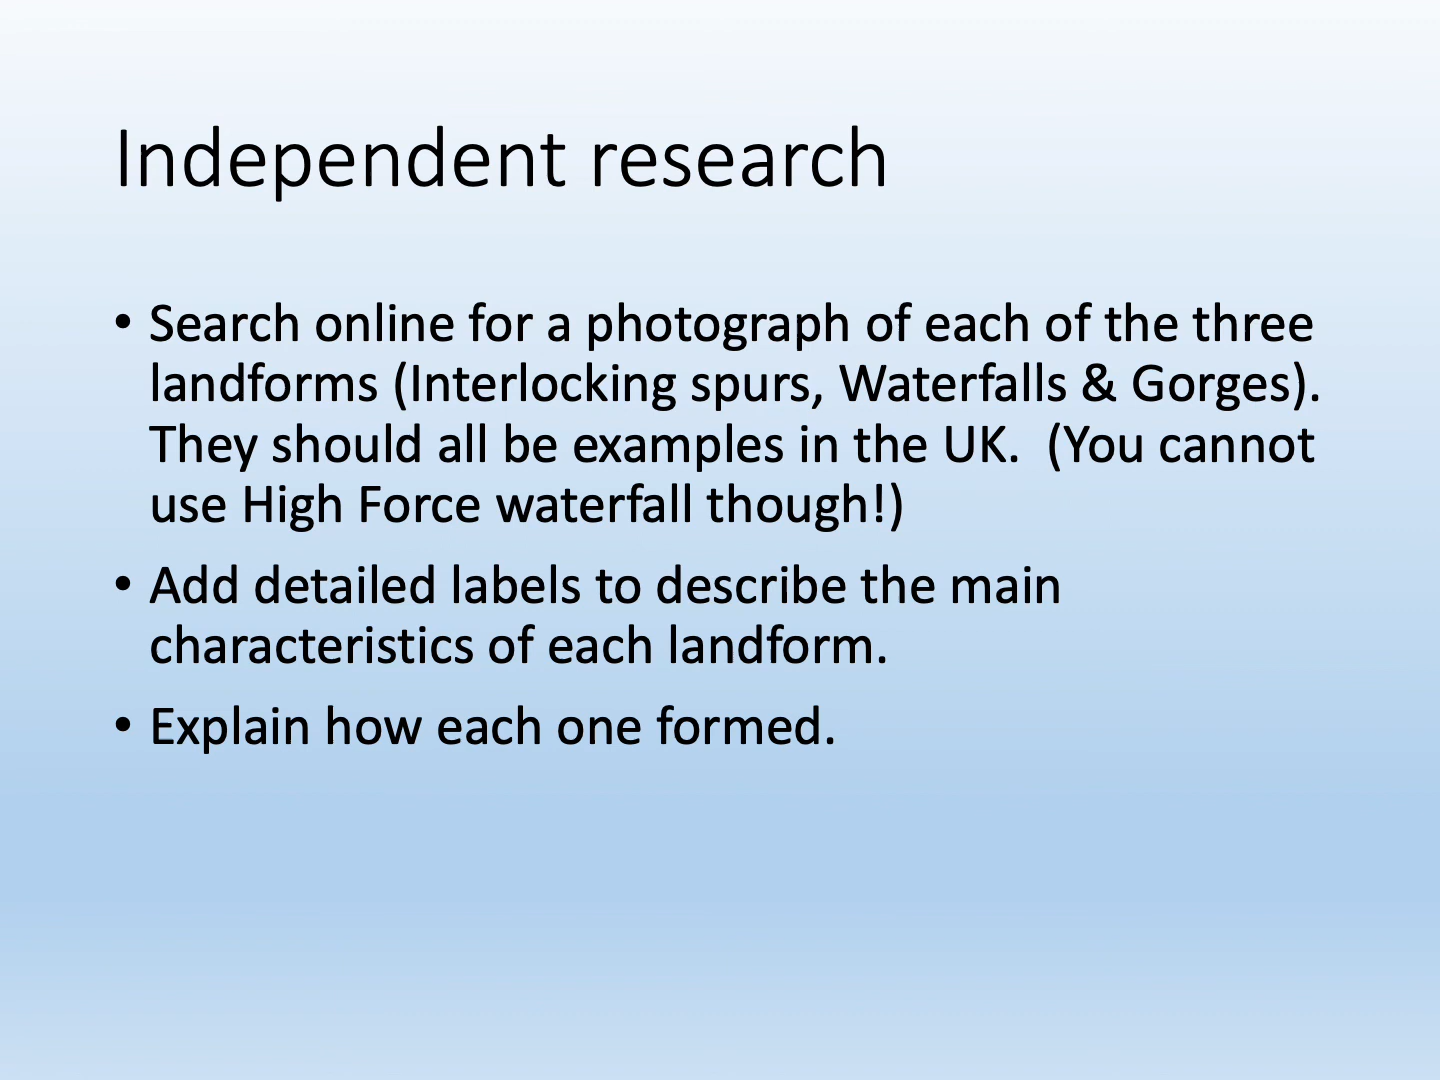 Independent research
• Search online for a photograph of each of the three
landforms (Interlocking spurs, Waterfalls & Gorges).
They should all be examples in the UK.  (You cannot
use High Force waterfall though!)
• Add detailed labels to describe the main
characteristics of each landform.
• Explain how each one formed.